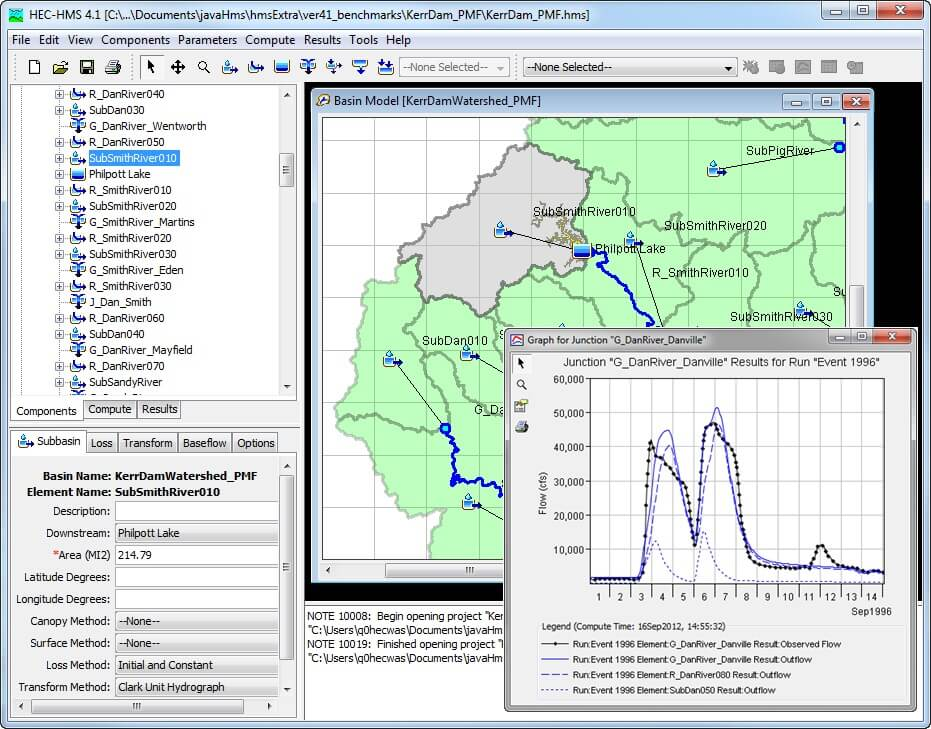 HEC-HMS 4.1 [C:\...\Documents\javaHms\hmsExtra\ver41_benchmarks\KerrDam_PMF\KerrDam_PMF.hms]
File Edit View Components Parameters Compute Results Tools Help
--None Selected-- --None Selected--
R_DanRiver040
SubDan030
G_DanRiver_Wentworth
R_DanRiver050
SubSmithRiver010
Philpott Lake
R_SmithRiver010
SubSmithRiver020
G_SmithRiver_Martins
R_SmithRiver020
SubSmithRiver030
G_SmithRiver_Eden
R_SmithRiver030
J_Dan_Smith
R_DanRiver060
SubDan040
G_DanRiver_Mayfield
R_DanRiver070
SubSandyRiver
Components Compute Results
Subbasin Loss Transform Baseflow Options
Basin Name: KerrDamWatershed_PMF
Element Name: SubSmithRiver010
Description:
Downstream: Philpott Lake
*Area (MI2) 214.79
Latitude Degrees:
Longitude Degrees:
Canopy Method: --None--
Surface Method: --None--
Loss Method: Initial and Constant
Transform Method: Clark Unit Hydrograph
Basin Model [KerrDamWatershed_PMF]
SubPigRiver
SubSmithRiver010
SubSmithRiver020
Philpott Lake
R_SmithRiver010
SubSmithRiver030
SubDan010
G_Da
NOTE 10008: Begin opening project "Ker
"C:\Users\q0hecwas\Documents\javaHm
NOTE 10019: Finished opening project "
"C:\Users\q0hecwas\Documents\javaHm
Graph for Junction "G_DanRiver_Danville"
Junction "G_DanRiver_Danville" Results for Run "Event 1996"
60,000
50,000
40,000
30,000
20,000
10,000
Flow (cfs)
1 2 3 4 5 6 7 8 9 10 11 12 13 14
Sep1996
Legend (Compute Time: 16Sep2012, 14:55:32)
Run:Event 1996 Element:G_DanRiver_Danville Result:Observed Flow
Run:Event 1996 Element:G_DanRiver_Danville Result:Outflow
Run:Event 1996 Element:R_DanRiver080 Result:Outflow
Run:Event 1996 Element:SubDan050 Result:Outflow